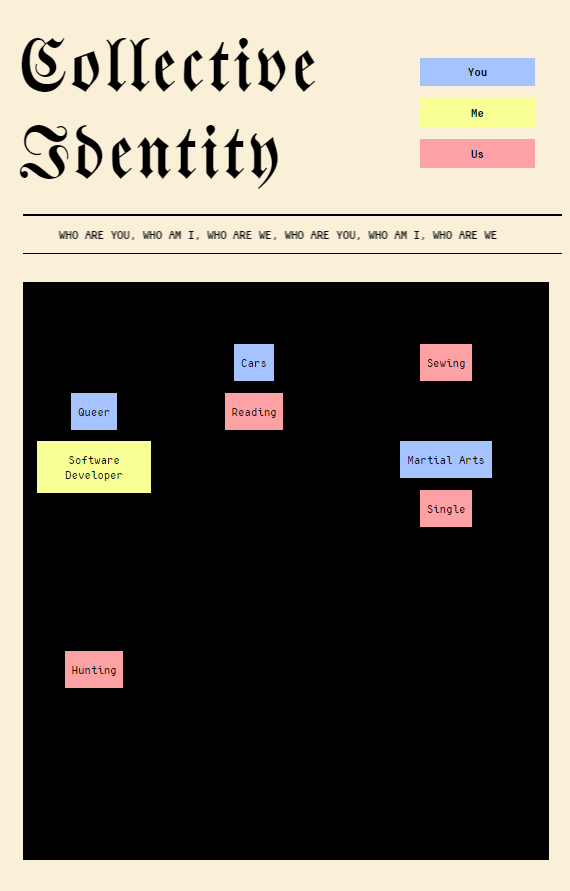 Collective
Identity
You
Me
Us
WHO ARE YOU, WHO AM I, WHO ARE WE, WHO ARE YOU, WHO AM I, WHO ARE WE
Cars
Sewing
Queer
Reading
Software
Developer
Martial Arts
Single
Hunting